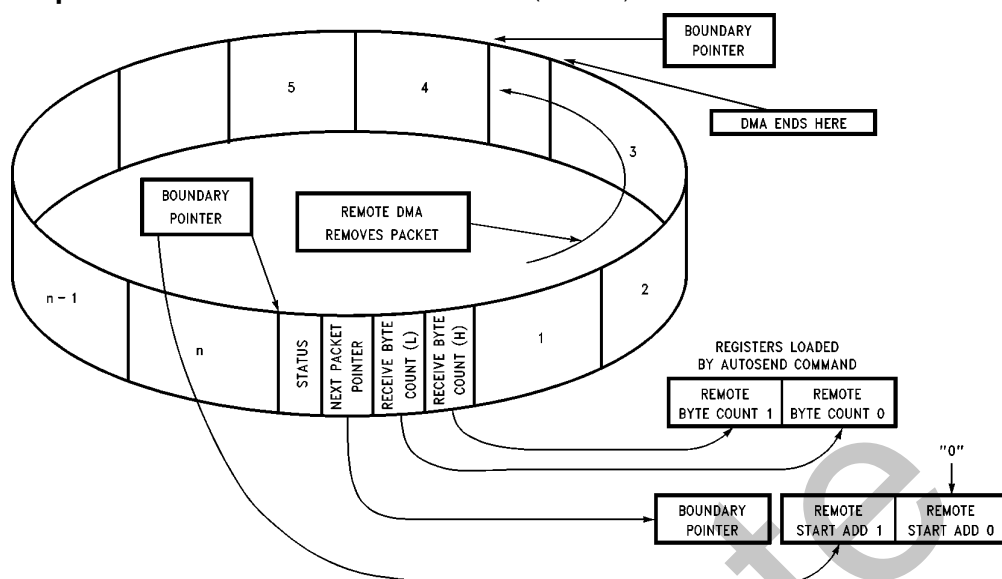 BOUNDARY
POINTER
5
4
DMA ENDS HERE
3
BOUNDARY
POINTER
REMOTE DMA
REMOVES PACKET
n – 1
n
STATUS
NEXT PACKET
POINTER
RECEIVE BYTE
COUNT (L)
RECEIVE BYTE
COUNT (H)
1
2
REGISTERS LOADED
BY AUTOSEND COMMAND
REMOTE
BYTE COUNT 1
REMOTE
BYTE COUNT 0
"0"
BOUNDARY
POINTER
REMOTE
START ADD 1
REMOTE
START ADD 0